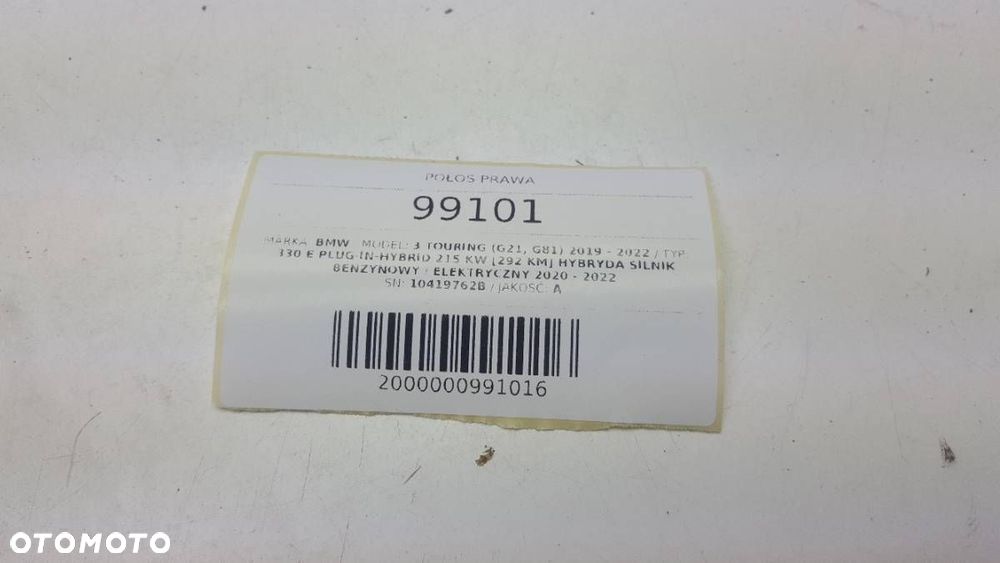 PÓŁOŚ PRAWA
99101
MARKA: BMW / MODEL: 3 TOURING (G21, G81) 2019 - 2022 / TYP:
330 E PLUG-IN-HYBRID 215 KW [292 KM] HYBRYDA SILNIK
BENZYNOWY / ELEKTRYCZNY 2020 - 2022
SN: 10419762B / JAKOŚĆ: A
2000000991016
OTOMOTO